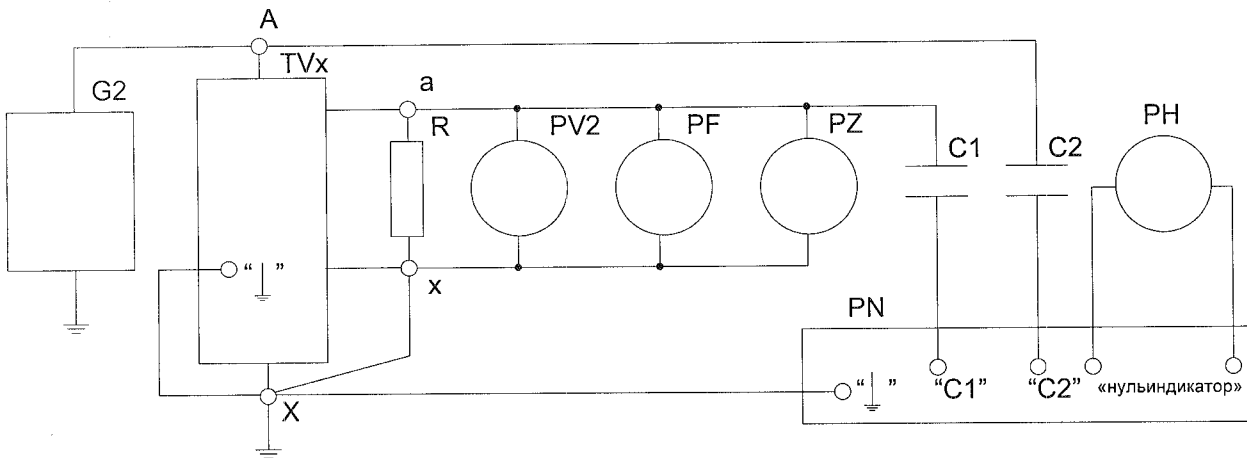 A
TVx
G2
a
R
PV2
PF
PZ
C1
C2
PH
"⏚"
x
PN
X
"⏚"
"C1"
"C2"
«нульиндикатор»